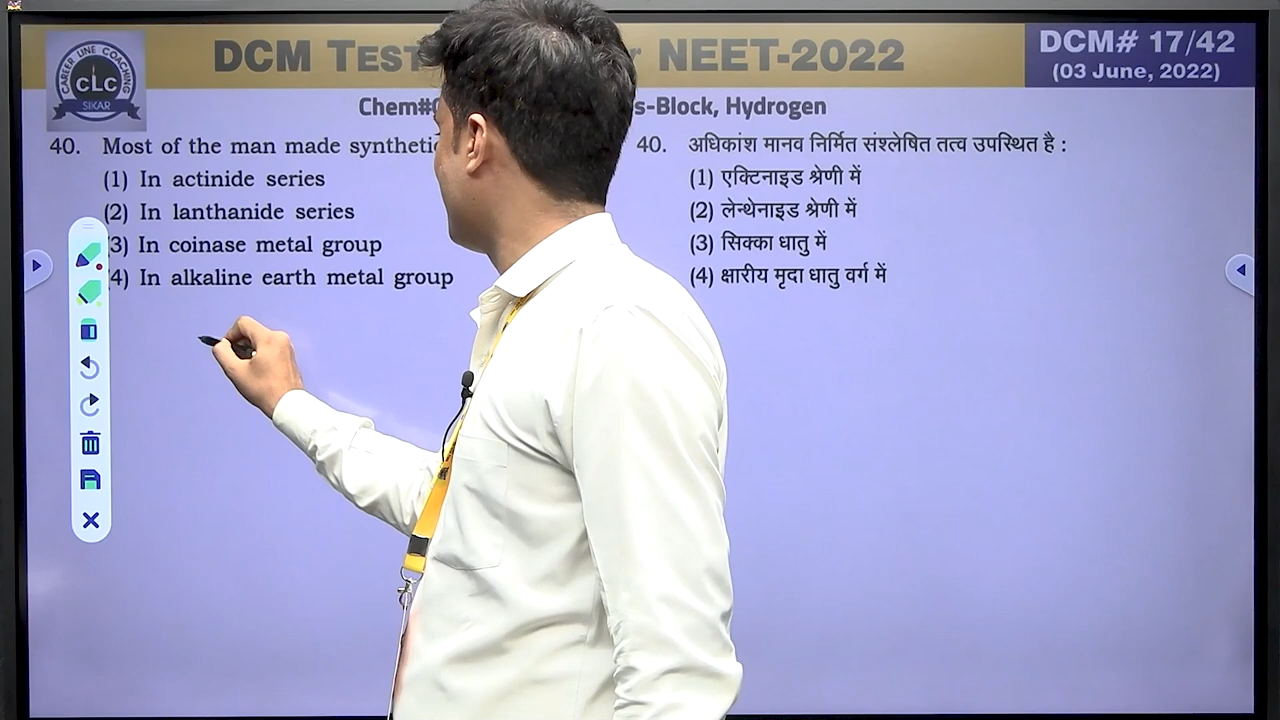 DCM TEST NEET-2022
DCM# 17/42
(03 June, 2022)
CAREER LINE COACHING
CLC
SIKAR
Chem# s-Block, Hydrogen
40. Most of the man made
(1) In actinide series
(2) In lanthanide series
3) In coinase metal group
4) In alkaline earth metal group
40. अधिकांश मानव निर्मित संश्लेषित तत्व उपस्थित है :
(1) एक्टिनाइड श्रेणी में
(2) लेन्थेनाइड श्रेणी में
(3) सिक्का धातु में
(4) क्षारीय मृदा धातु वर्ग में